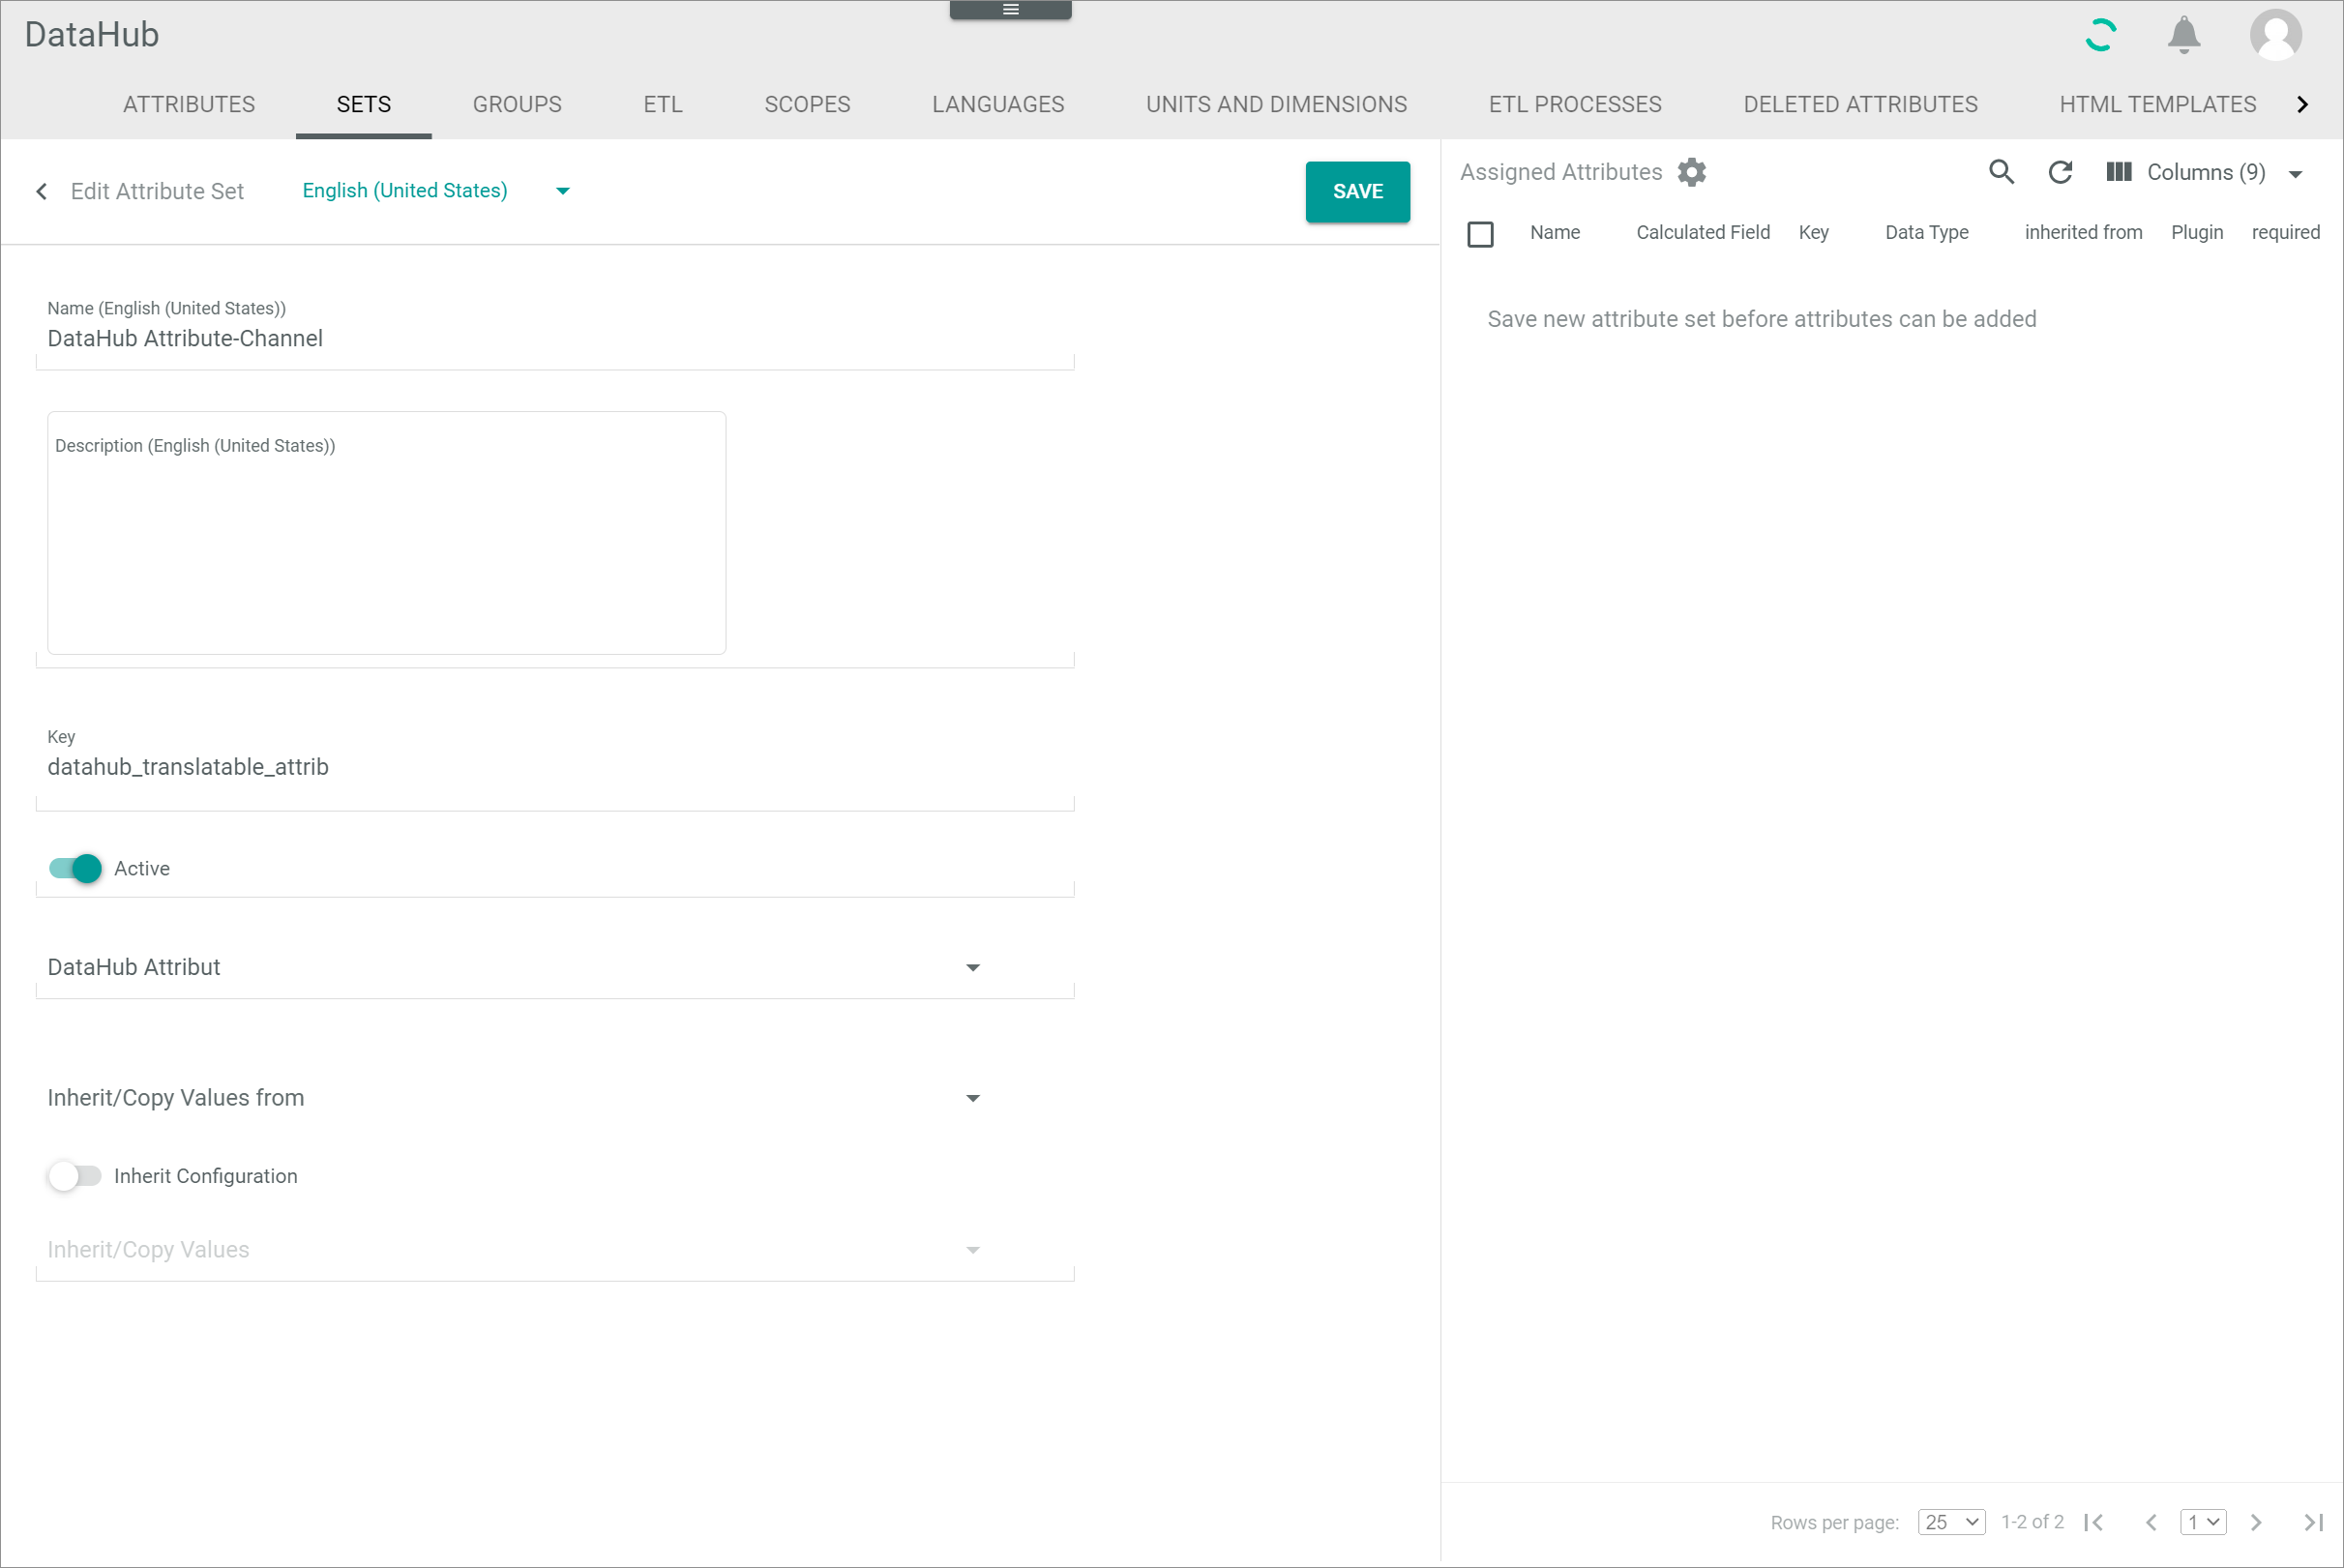 DataHub
ATTRIBUTES SETS GROUPS ETL SCOPES LANGUAGES UNITS AND DIMENSIONS ETL PROCESSES DELETED ATTRIBUTES HTML TEMPLATES
Edit Attribute Set English (United States) SAVE
Name (English (United States))
DataHub Attribute-Channel
Description (English (United States))
Key
datahub_translatable_attrib
Active
DataHub Attribut
Inherit/Copy Values from
Inherit Configuration
Inherit/Copy Values
Assigned Attributes Columns (9)
Name Calculated Field Key Data Type inherited from Plugin required
Save new attribute set before attributes can be added
Rows per page: 25 1-2 of 2 1